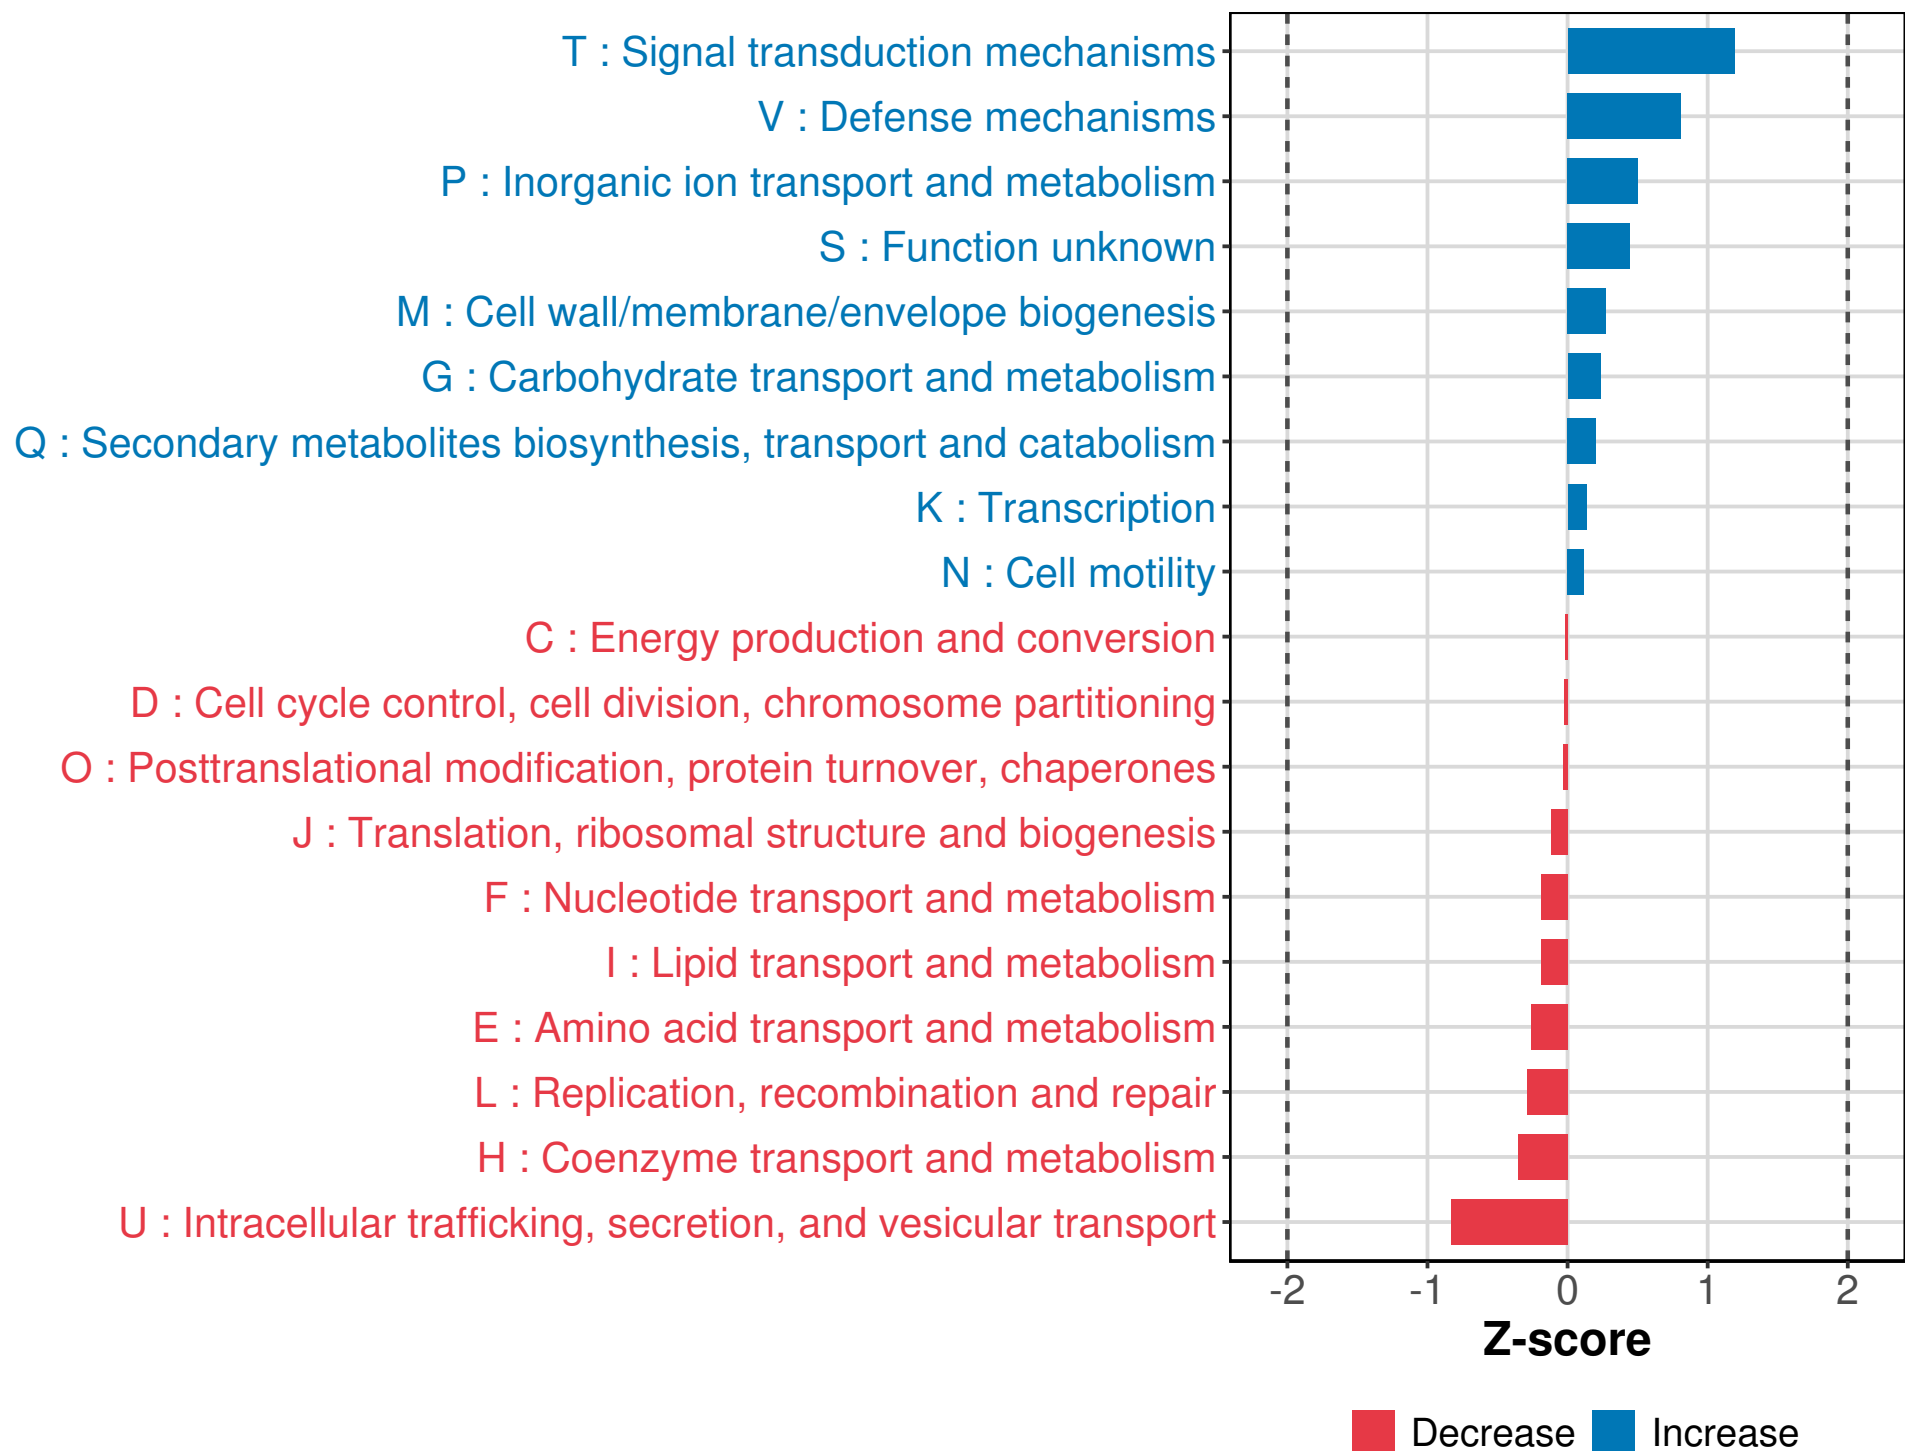 T : Signal transduction mechanisms
V : Defense mechanisms
P : Inorganic ion transport and metabolism
S : Function unknown
M : Cell wall/membrane/envelope biogenesis
G : Carbohydrate transport and metabolism
Q : Secondary metabolites biosynthesis, transport and catabolism
K : Transcription
N : Cell motility
C : Energy production and conversion
D : Cell cycle control, cell division, chromosome partitioning
O : Posttranslational modification, protein turnover, chaperones
J : Translation, ribosomal structure and biogenesis
F : Nucleotide transport and metabolism
I : Lipid transport and metabolism
E : Amino acid transport and metabolism
L : Replication, recombination and repair
H : Coenzyme transport and metabolism
U : Intracellular trafficking, secretion, and vesicular transport
-2 -1 0 1 2
Z-score
Decrease Increase